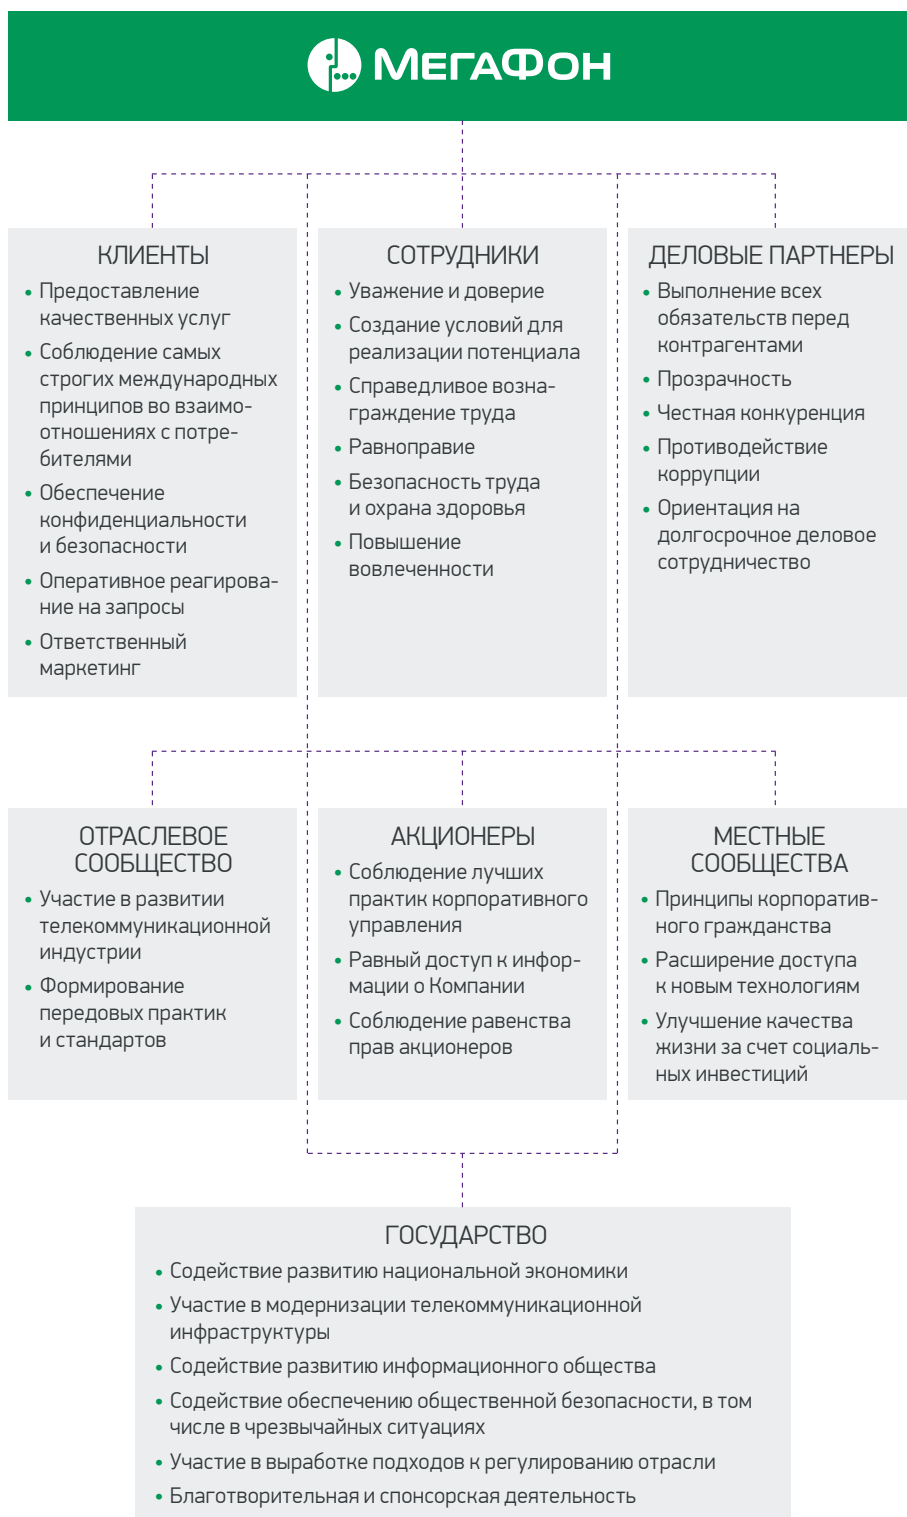 МЕГАФОН
КЛИЕНТЫ
• Предоставление
качественных услуг
• Соблюдение самых
строгих международных
принципов во взаимо-
отношениях с потре-
бителями
• Обеспечение
конфиденциальности
и безопасности
• Оперативное реагирова-
ние на запросы
• Ответственный
маркетинг
СОТРУДНИКИ
• Уважение и доверие
• Создание условий для
реализации потенциала
• Справедливое возна-
граждение труда
• Равноправие
• Безопасность труда
и охрана здоровья
• Повышение
вовлеченности
ДЕЛОВЫЕ ПАРТНЕРЫ
• Выполнение всех
обязательств перед
контрагентами
• Прозрачность
• Честная конкуренция
• Противодействие
коррупции
• Ориентация на
долгосрочное деловое
сотрудничество
ОТРАСЛЕВОЕ
СООБЩЕСТВО
• Участие в развитии
телекоммуникационной
индустрии
• Формирование
передовых практик
и стандартов
АКЦИОНЕРЫ
• Соблюдение лучших
практик корпоративного
управления
• Равный доступ к инфор-
мации о Компании
• Соблюдение равенства
прав акционеров
МЕСТНЫЕ
СООБЩЕСТВА
• Принципы корпоратив-
ного гражданства
• Расширение доступа
к новым технологиям
• Улучшение качества
жизни за счет социаль-
ных инвестиций
ГОСУДАРСТВО
• Содействие развитию национальной экономики
• Участие в модернизации телекоммуникационной
инфраструктуры
• Содействие развитию информационного общества
• Содействие обеспечению общественной безопасности, в том
числе в чрезвычайных ситуациях
• Участие в выработке подходов к регулированию отрасли
• Благотворительная и спонсорская деятельность